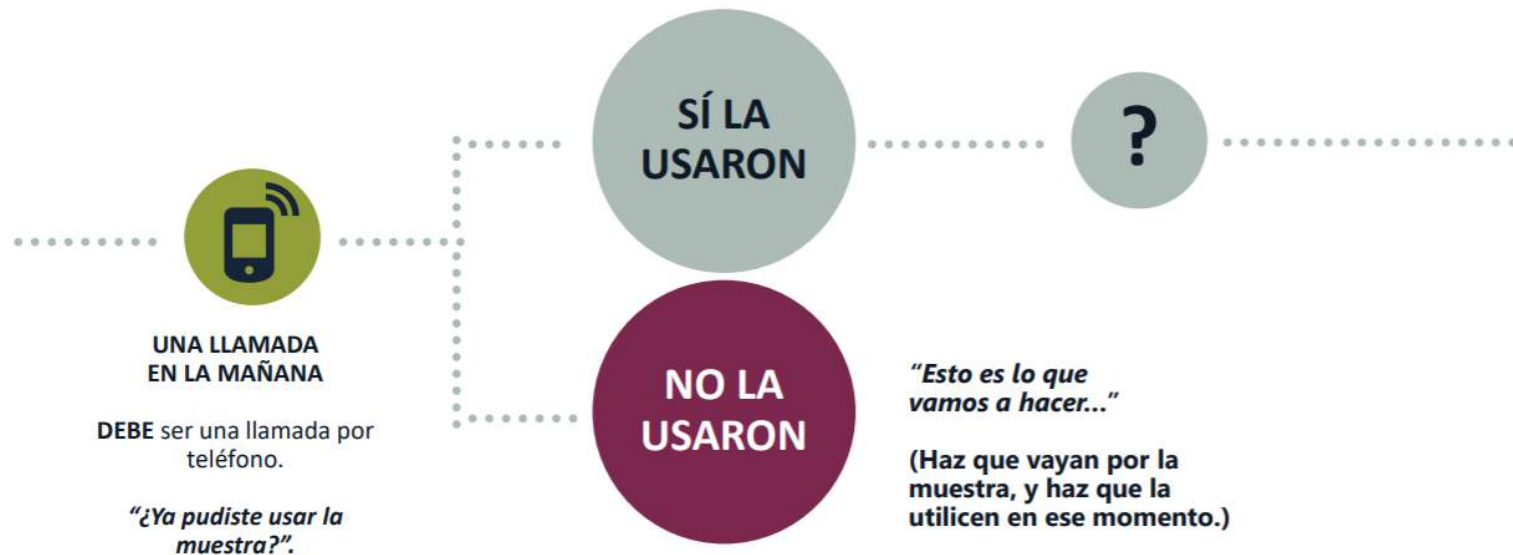 UNA LLAMADA
EN LA MAÑANA
DEBE ser una llamada por
teléfono.
“¿Ya pudiste usar la
muestra?”.
SÍ LA
USARON
?
NO LA
USARON
“Esto es lo que
vamos a hacer...”
(Haz que vayan por la
muestra, y haz que la
utilicen en ese momento.)